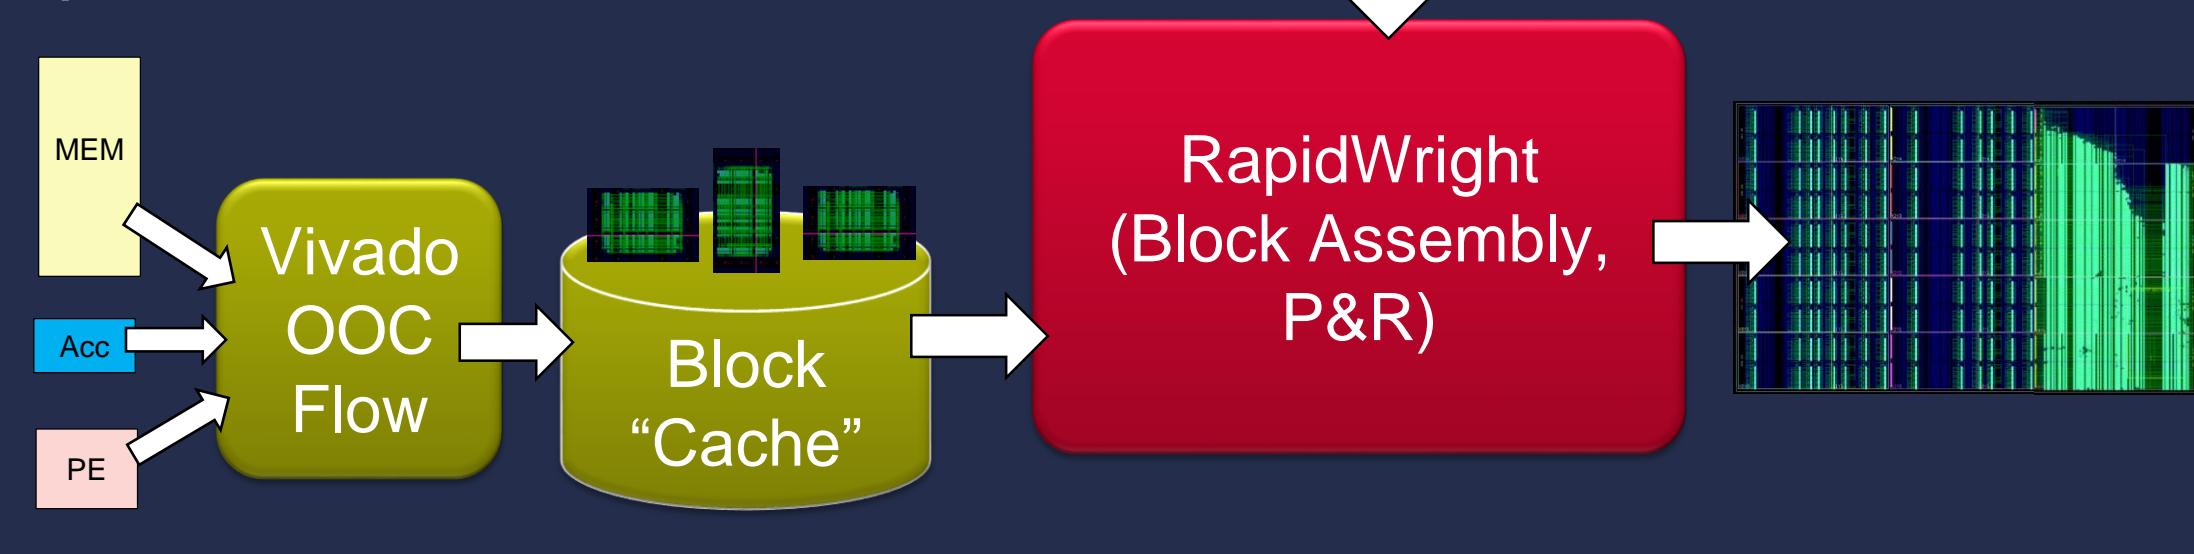 MEM
Acc
PE
Vivado
OOC
Flow
Block
“Cache”
RapidWright
(Block Assembly,
P&R)